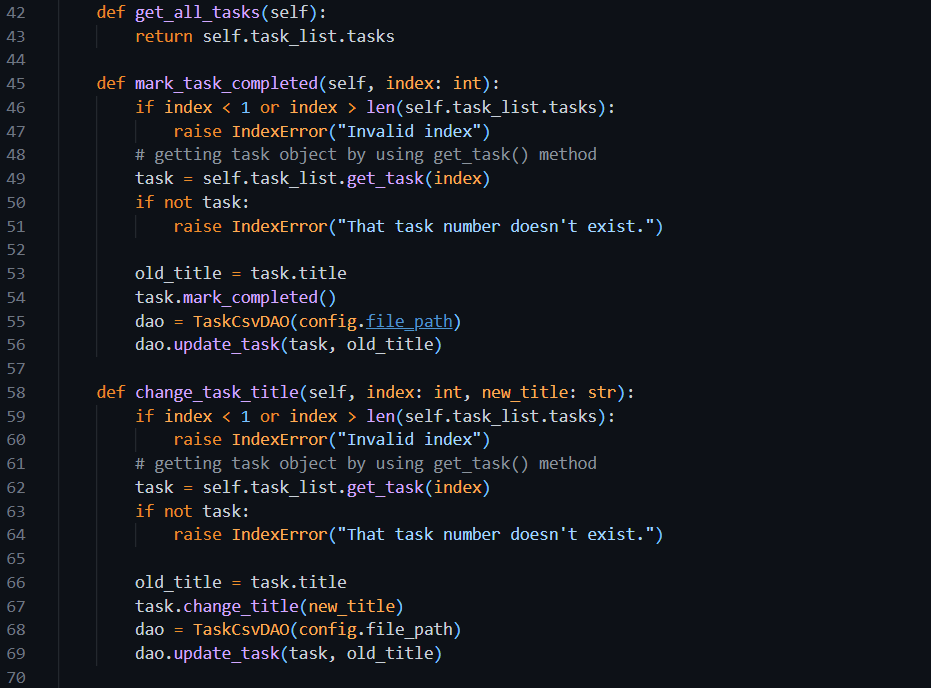 42 def get_all_tasks(self):
43 return self.task_list.tasks
44
45 def mark_task_completed(self, index: int):
46 if index < 1 or index > len(self.task_list.tasks):
47 raise IndexError("Invalid index")
48 # getting task object by using get_task() method
49 task = self.task_list.get_task(index)
50 if not task:
51 raise IndexError("That task number doesn't exist.")
52
53 old_title = task.title
54 task.mark_completed()
55 dao = TaskCsvDAO(config.file_path)
56 dao.update_task(task, old_title)
57
58 def change_task_title(self, index: int, new_title: str):
59 if index < 1 or index > len(self.task_list.tasks):
60 raise IndexError("Invalid index")
61 # getting task object by using get_task() method
62 task = self.task_list.get_task(index)
63 if not task:
64 raise IndexError("That task number doesn't exist.")
65
66 old_title = task.title
67 task.change_title(new_title)
68 dao = TaskCsvDAO(config.file_path)
69 dao.update_task(task, old_title)
70